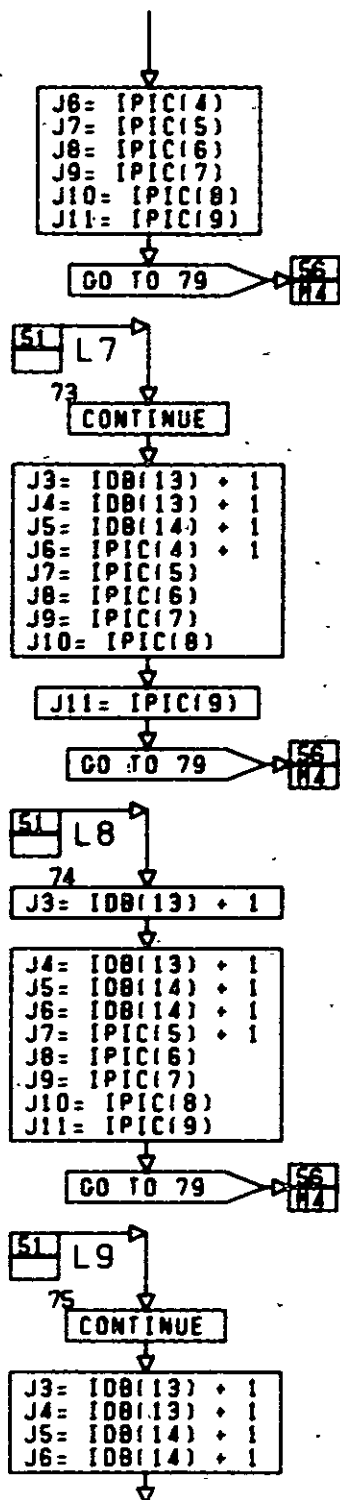 J6= IPIC(4)
J7= IPIC(5)
J8= IPIC(6)
J9= IPIC(7)
J10= IPIC(8)
J11= IPIC(9)
GO TO 79
56
M4
51
L7
73
CONTINUE
J3= IDB(13) + 1
J4= IDB(13) + 1
J5= IDB(14) + 1
J6= IPIC(4) + 1
J7= IPIC(5)
J8= IPIC(6)
J9= IPIC(7)
J10= IPIC(8)
J11= IPIC(9)
GO TO 79
56
M4
51
L8
74
J3= IDB(13) + 1
J4= IDB(13) + 1
J5= IDB(14) + 1
J6= IDB(14) + 1
J7= IPIC(5) + 1
J8= IPIC(6)
J9= IPIC(7)
J10= IPIC(8)
J11= IPIC(9)
GO TO 79
56
M4
51
L9
75
CONTINUE
J3= IDB(13) + 1
J4= IDB(13) + 1
J5= IDB(14) + 1
J6= IDB(14) + 1